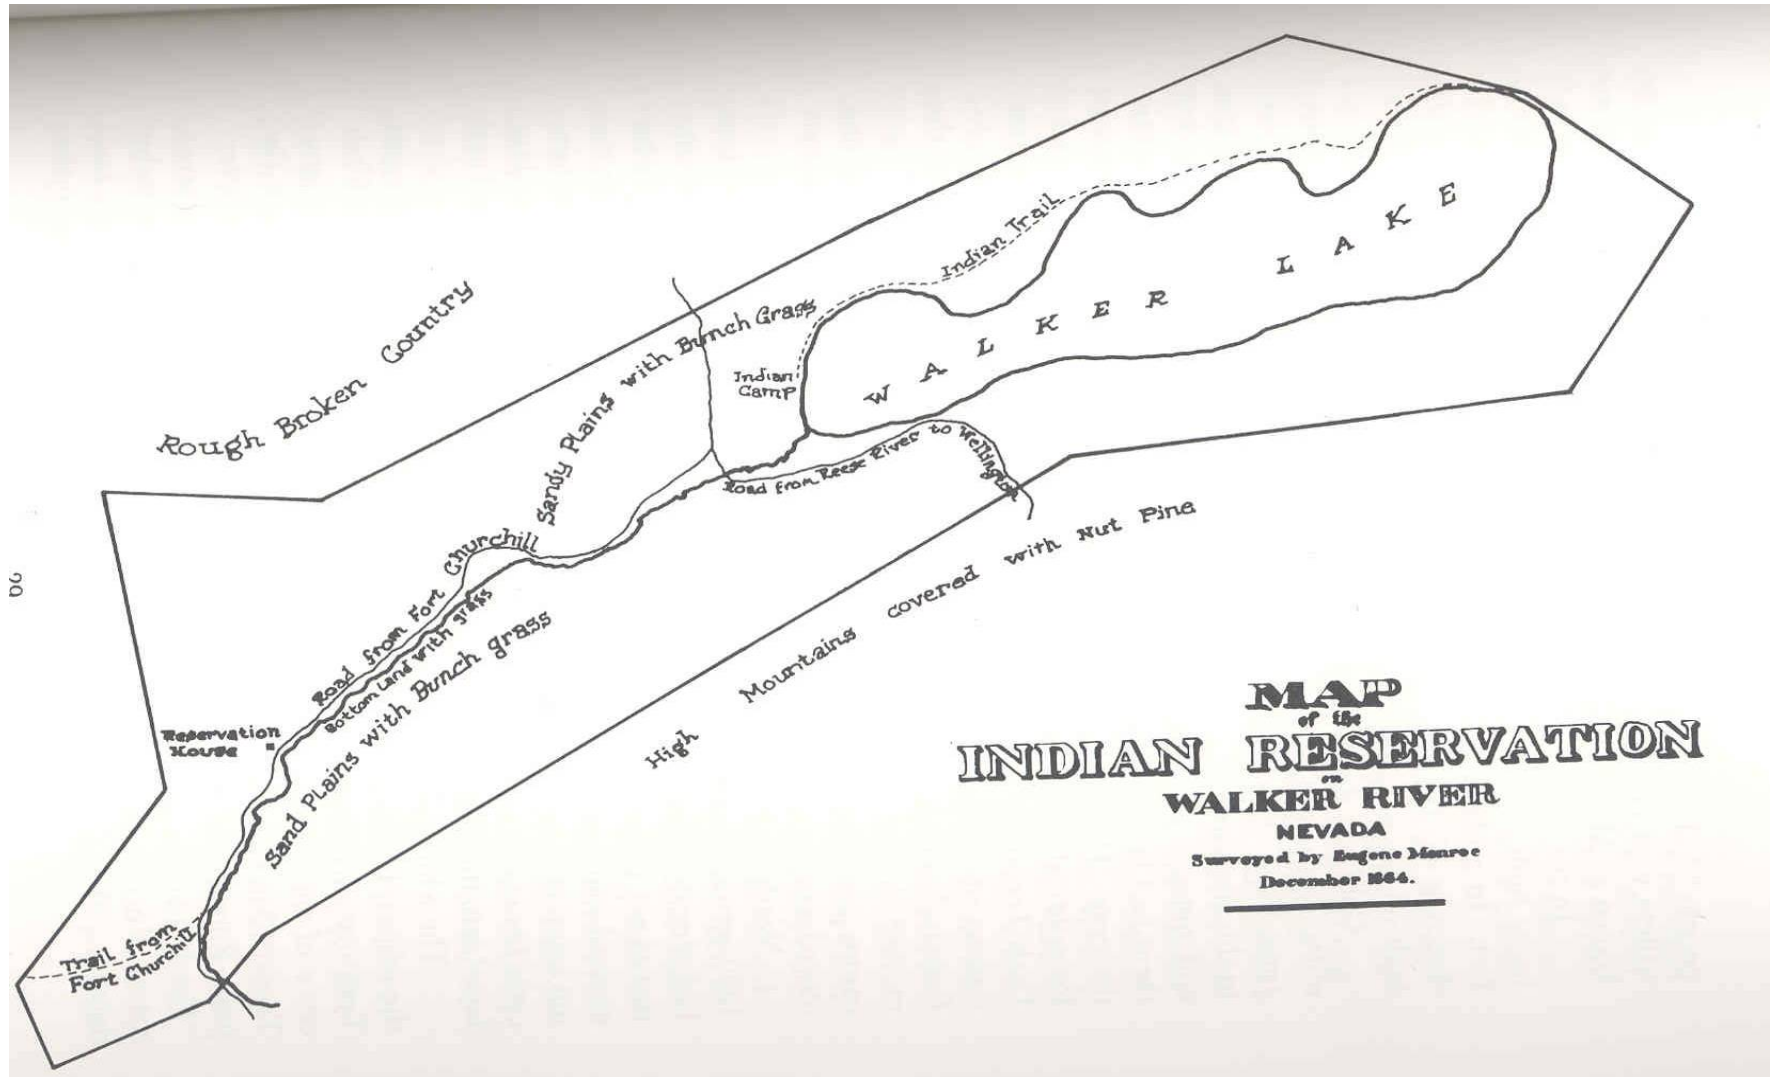 Rough Broken Country
Sandy Plains with Bunch Grass
Indian Trail
WALKER LAKE
Indian
Camp
Road from Reese River to Wellington
Road from Fort Churchill
Bottom Land with grass
Sand Plains with Bunch grass
High Mountains covered with Nut Pine
Reservation
House
Trail from
Fort Churchill
MAP
of the
INDIAN RESERVATION
on
WALKER RIVER
NEVADA
Surveyed by Eugene Monroe
December 1864.